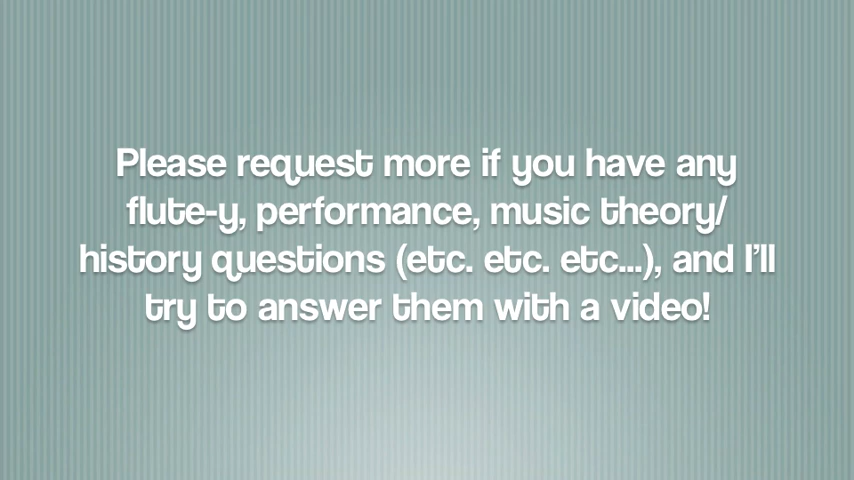 Please request more if you have any
flute-y, performance, music theory/
history questions (etc. etc. etc...), and I'll
try to answer them with a video!